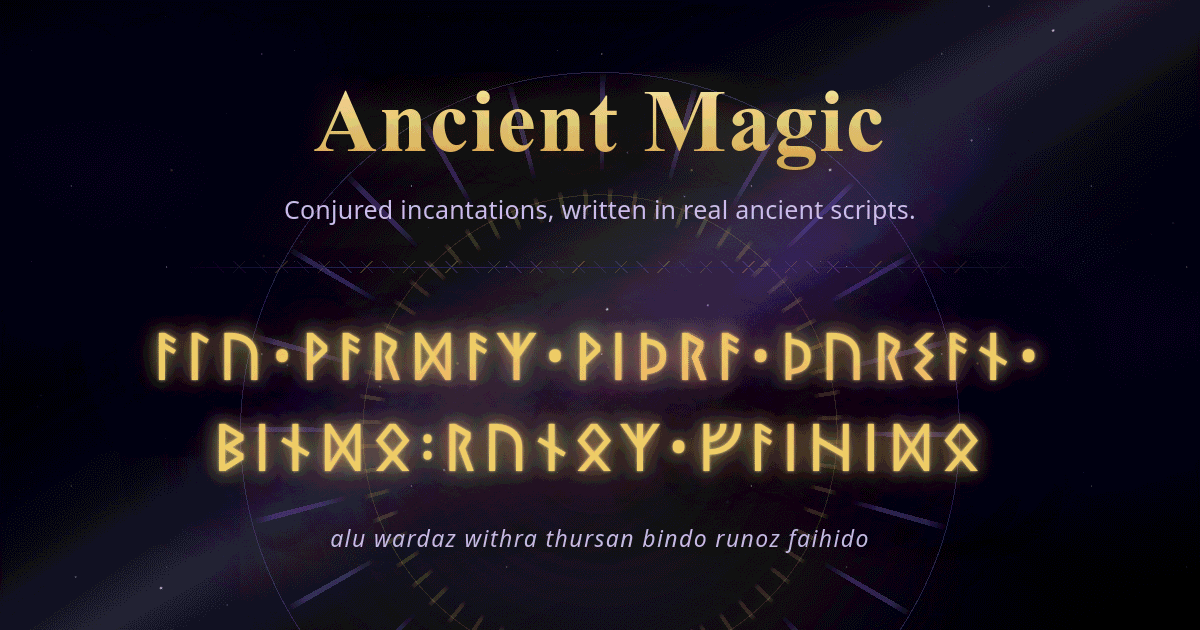 Ancient Magic
Conjured incantations, written in real ancient scripts.
ᚨᛚᚢ•ᚹᚨᚱᛞᚨᛉ•ᚹᛁᚦᚱᚨ•ᚦᚢᚱᛊᚨᚾ•
ᛒᛁᚾᛞᛟ:ᚱᚢᚾᛟᛉ•ᚠᚨᛁᚺᛁᛞᛟ
alu wardaz withra thursan bindo runoz faihido